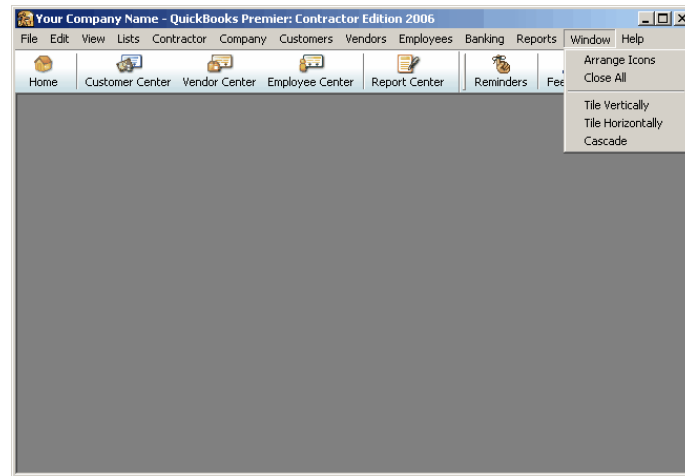 Your Company Name - QuickBooks Premier: Contractor Edition 2006
File Edit View Lists Contractor Company Customers Vendors Employees Banking Reports Window Help
Home Customer Center Vendor Center Employee Center Report Center Reminders Fee
Arrange Icons
Close All
Tile Vertically
Tile Horizontally
Cascade